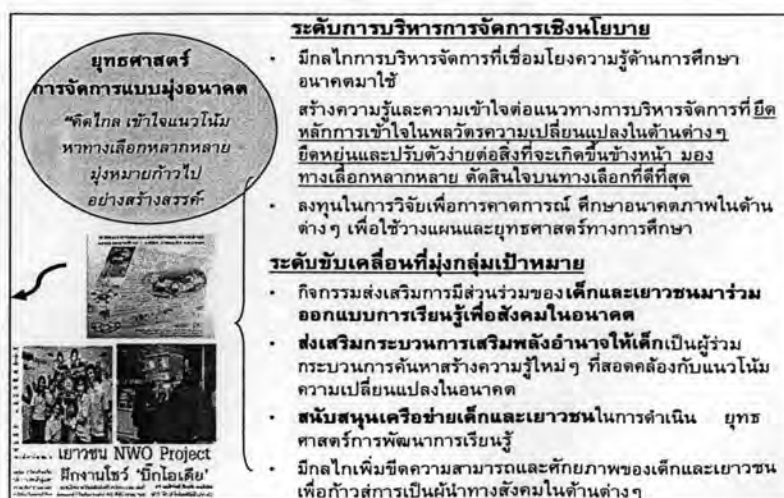 ยุทธศาสตร์
การจัดการแบบมุ่งอนาคต
"คิดไกล เข้าใจแนวโน้ม
หาทางเลือกหลากหลาย
มุ่งหมายก้าวไป
อย่างสร้างสรรค์"
ระดับการบริหารการจัดการเชิงนโยบาย
· มีกลไกการบริหารจัดการที่เชื่อมโยงความรู้ด้านการศึกษา
อนาคตมาใช้
สร้างความรู้และความเข้าใจต่อแนวทางการบริหารจัดการที่ยึด
หลักการเข้าใจในพลวัตรความเปลี่ยนแปลงในด้านต่างๆ
ยืดหยุ่นและปรับตัวง่ายต่อสิ่งที่จะเกิดขึ้นข้างหน้า มอง
ทางเลือกหลากหลาย ตัดสินใจบนทางเลือกที่ดีที่สุด
· ลงทุนในการวิจัยเพื่อการคาดการณ์ ศึกษาอนาคตภาพในด้าน
ต่างๆ เพื่อใช้วางแผนและยุทธศาสตร์ทางการศึกษา
ระดับขับเคลื่อนที่มุ่งกลุ่มเป้าหมาย
· กิจกรรมส่งเสริมการมีส่วนร่วมของเด็กและเยาวชนมาร่วม
ออกแบบการเรียนรู้เพื่อสังคมในอนาคต
· ส่งเสริมกระบวนการเสริมพลังอำนาจให้เด็กเป็นผู้ร่วม
กระบวนการค้นหาสร้างความรู้ใหม่ๆ ที่สอดคล้องกับแนวโน้ม
ความเปลี่ยนแปลงในอนาคต
· สนับสนุนเครือข่ายเด็กและเยาวชนในการดำเนิน ยุทธ
ศาสตร์การพัฒนาการเรียนรู้
· มีกลไกเพิ่มขีดความสามารถและศักยภาพของเด็กและเยาวชน
เพื่อก้าวสู่การเป็นผู้นำทางสังคมในด้านต่างๆ
เยาวชน NWO Project
ฝึกงานโชว์ 'บิ๊กไอเดีย'